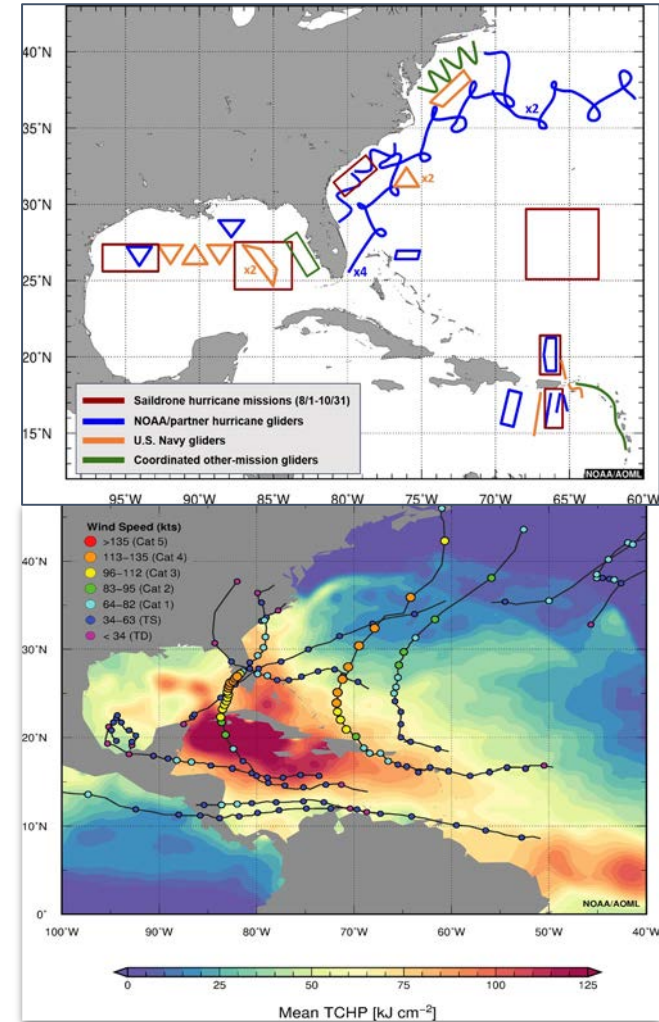 40°N
35°N
30°N
25°N
20°N
15°N
x2
x2
x2
x4
Saildrone hurricane missions (8/1-10/31)
NOAA/partner hurricane gliders
U.S. Navy gliders
Coordinated other-mission gliders
NOAA/AOML
95°W 90°W 85°W 80°W 75°W 70°W 65°W 60°W
Wind Speed (kts)
>135 (Cat 5)
113–135 (Cat 4)
96–112 (Cat 3)
83–95 (Cat 2)
64–82 (Cat 1)
34–63 (TS)
< 34 (TD)
40°N
30°N
20°N
10°N
0°
NOAA/AOML
100°W 90°W 80°W 70°W 60°W 50°W 40°W
0 25 50 75 100 125
Mean TCHP [kJ cm⁻²]